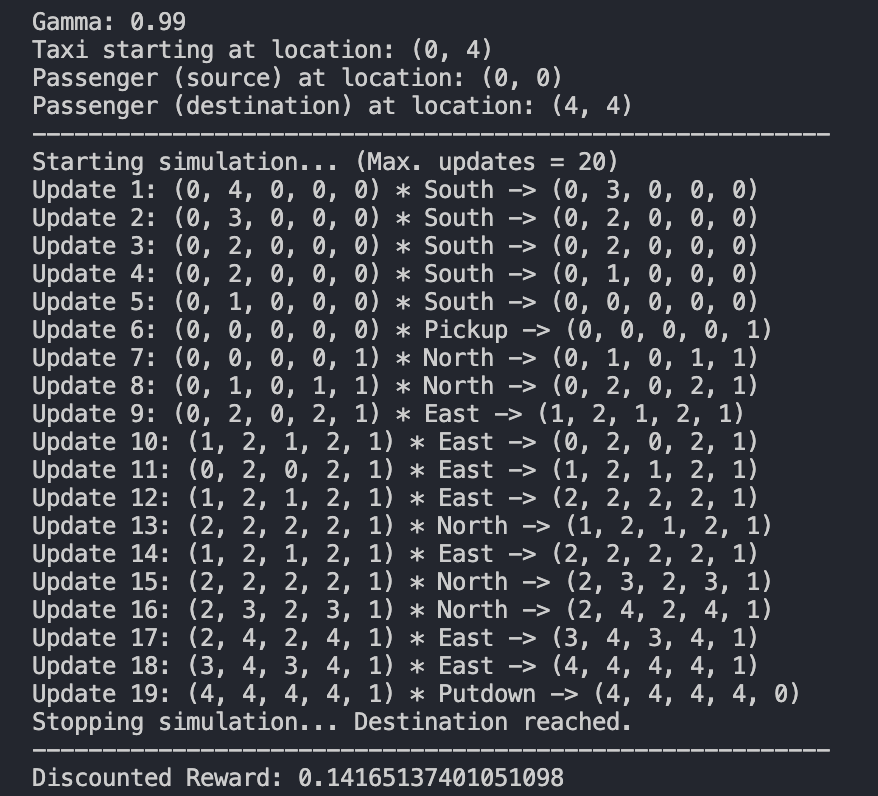 Gamma: 0.99
Taxi starting at location: (0, 4)
Passenger (source) at location: (0, 0)
Passenger (destination) at location: (4, 4)
---------------------------------------------------------
Starting simulation... (Max. updates = 20)
Update 1: (0, 4, 0, 0, 0) * South -> (0, 3, 0, 0, 0)
Update 2: (0, 3, 0, 0, 0) * South -> (0, 2, 0, 0, 0)
Update 3: (0, 2, 0, 0, 0) * South -> (0, 2, 0, 0, 0)
Update 4: (0, 2, 0, 0, 0) * South -> (0, 1, 0, 0, 0)
Update 5: (0, 1, 0, 0, 0) * South -> (0, 0, 0, 0, 0)
Update 6: (0, 0, 0, 0, 0) * Pickup -> (0, 0, 0, 0, 1)
Update 7: (0, 0, 0, 0, 1) * North -> (0, 1, 0, 1, 1)
Update 8: (0, 1, 0, 1, 1) * North -> (0, 2, 0, 2, 1)
Update 9: (0, 2, 0, 2, 1) * East -> (1, 2, 1, 2, 1)
Update 10: (1, 2, 1, 2, 1) * East -> (0, 2, 0, 2, 1)
Update 11: (0, 2, 0, 2, 1) * East -> (1, 2, 1, 2, 1)
Update 12: (1, 2, 1, 2, 1) * East -> (2, 2, 2, 2, 1)
Update 13: (2, 2, 2, 2, 1) * North -> (1, 2, 1, 2, 1)
Update 14: (1, 2, 1, 2, 1) * East -> (2, 2, 2, 2, 1)
Update 15: (2, 2, 2, 2, 1) * North -> (2, 3, 2, 3, 1)
Update 16: (2, 3, 2, 3, 1) * North -> (2, 4, 2, 4, 1)
Update 17: (2, 4, 2, 4, 1) * East -> (3, 4, 3, 4, 1)
Update 18: (3, 4, 3, 4, 1) * East -> (4, 4, 4, 4, 1)
Update 19: (4, 4, 4, 4, 1) * Putdown -> (4, 4, 4, 4, 0)
Stopping simulation... Destination reached.
---------------------------------------------------------
Discounted Reward: 0.14165137401051098